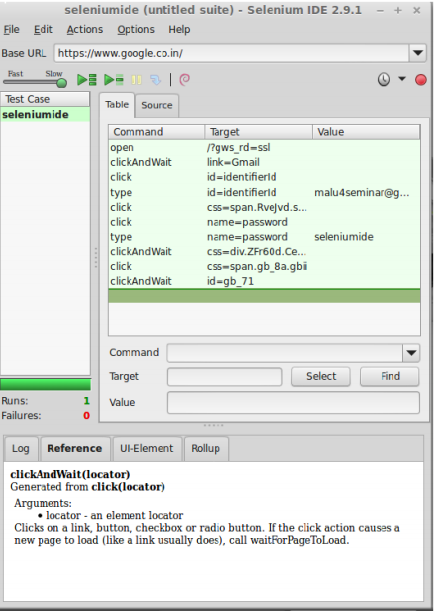 seleniumide (untitled suite) - Selenium IDE 2.9.1 – + ×
File Edit Actions Options Help
Base URL https://www.google.co.in/
Fast Slow
Test Case
seleniumide
Table Source
Command Target Value
open /?gws_rd=ssl
clickAndWait link=Gmail
click id=identifierId
type id=identifierId malu4seminar@g...
click css=span.RveJvd.s...
click name=password
type name=password seleniumide
clickAndWait css=div.ZFr60d.Ce...
click css=span.gb_8a.gbii
clickAndWait id=gb_71
Command
Target Select Find
Value
Runs: 1
Failures: 0
Log Reference UI-Element Rollup
clickAndWait(locator)
Generated from click(locator)
Arguments:
• locator - an element locator
Clicks on a link, button, checkbox or radio button. If the click action causes a
new page to load (like a link usually does), call waitForPageToLoad.